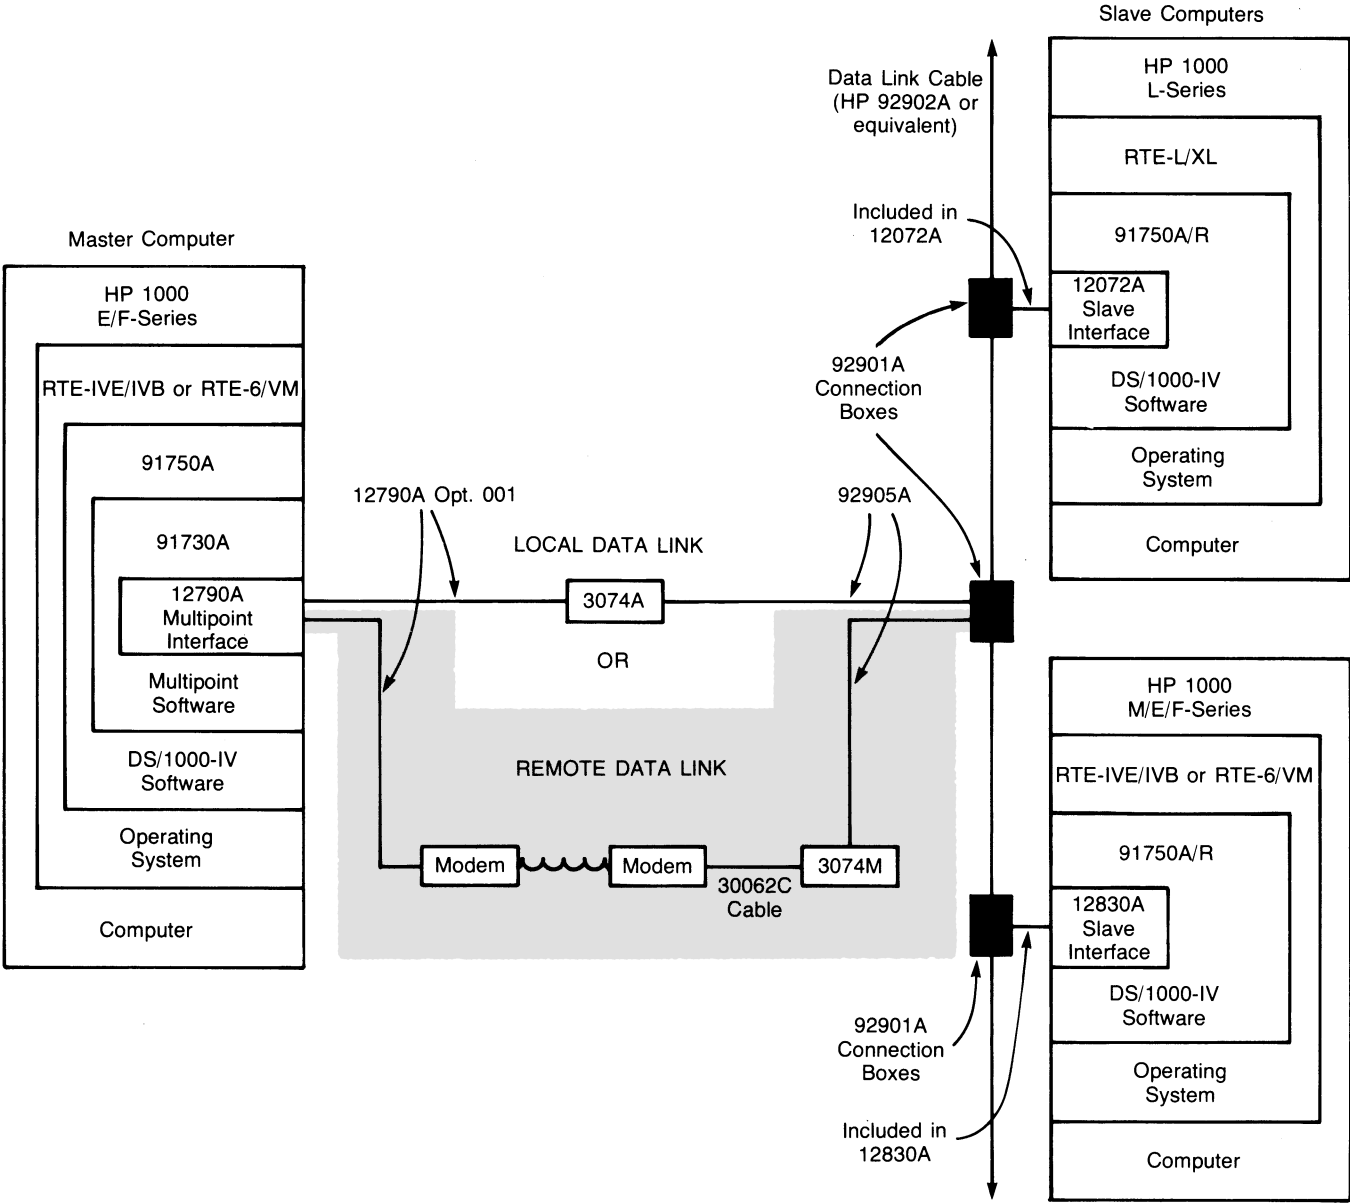 Slave Computers
HP 1000
L-Series
RTE-L/XL
91750A/R
12072A
Slave
Interface
DS/1000-IV
Software
Operating
System
Computer
Data Link Cable
(HP 92902A or
equivalent)
Included in
12072A
92901A
Connection
Boxes
Master Computer
HP 1000
E/F-Series
RTE-IVE/IVB or RTE-6/VM
91750A
91730A
12790A
Multipoint
Interface
Multipoint
Software
DS/1000-IV
Software
Operating
System
Computer
12790A Opt. 001
92905A
LOCAL DATA LINK
3074A
OR
REMOTE DATA LINK
Modem
Modem
3074M
30062C
Cable
HP 1000
M/E/F-Series
RTE-IVE/IVB or RTE-6/VM
91750A/R
12830A
Slave
Interface
DS/1000-IV
Software
Operating
System
Computer
92901A
Connection
Boxes
Included in
12830A